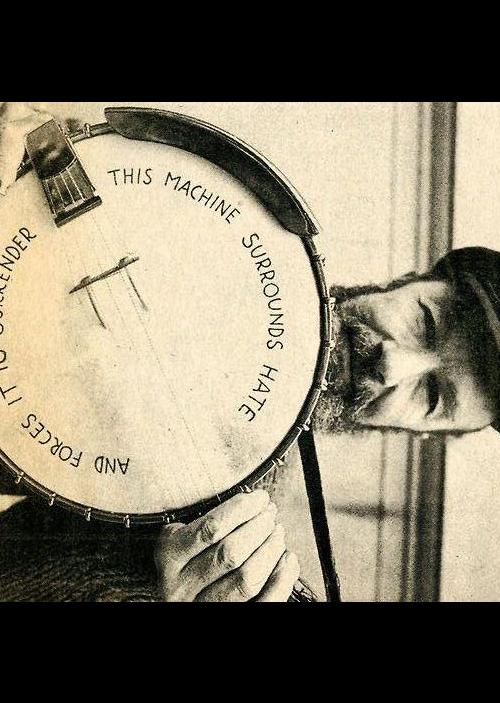 THIS MACHINE SURROUNDS HATE
AND FORCES IT TO SURRENDER